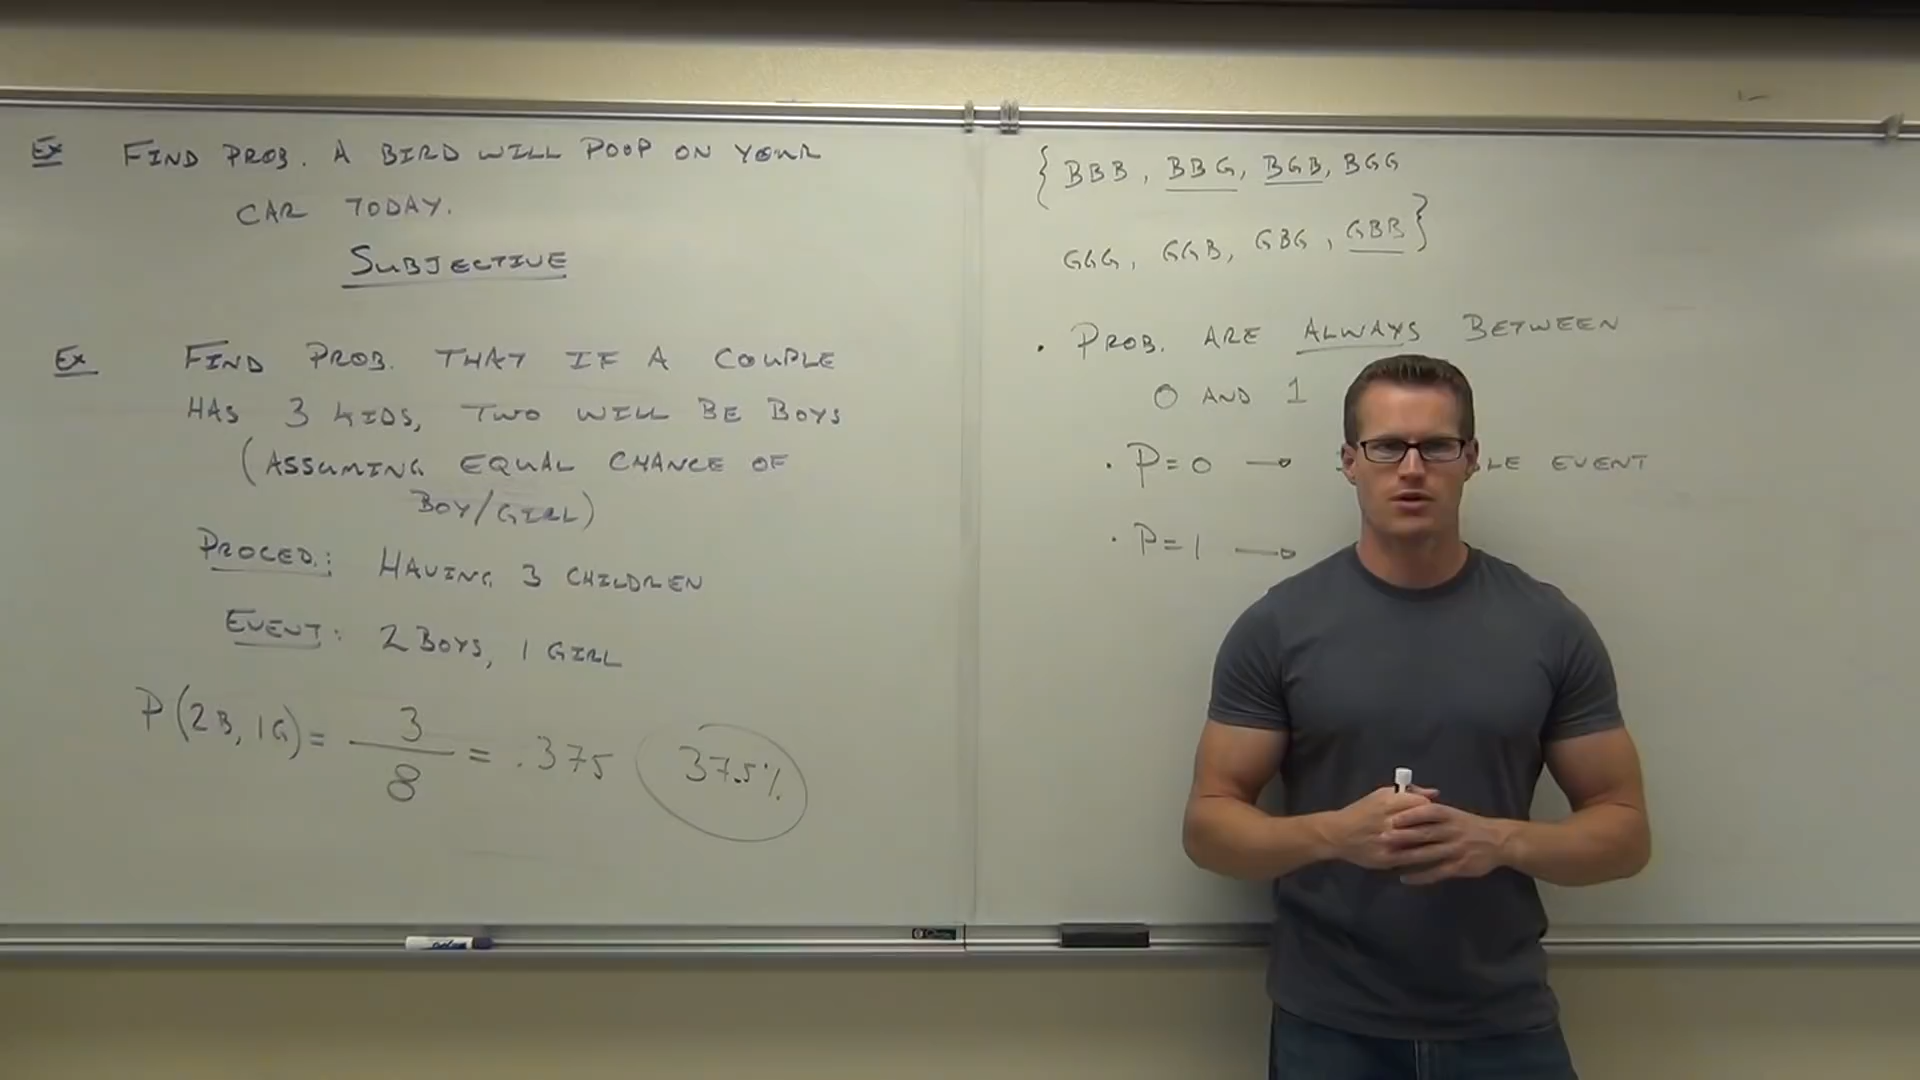 Ex FIND PROB. A BIRD WILL POOP ON YOUR
CAR TODAY.
SUBJECTIVE
Ex FIND PROB. THAT IF A COUPLE
HAS 3 KIDS, TWO WILL BE BOYS
(ASSUMING EQUAL CHANCE OF
BOY/GIRL)
PROCED.: HAVING 3 CHILDREN
EVENT: 2 BOYS, 1 GIRL
P(2B, 1G) = 3/8 = .375 37.5%
{BBB, BBG, BGB, BGG
GGG, GGB, GBG, GBB}
• PROB. ARE ALWAYS BETWEEN
0 AND 1
• P=0 → LE EVENT
• P=1 →